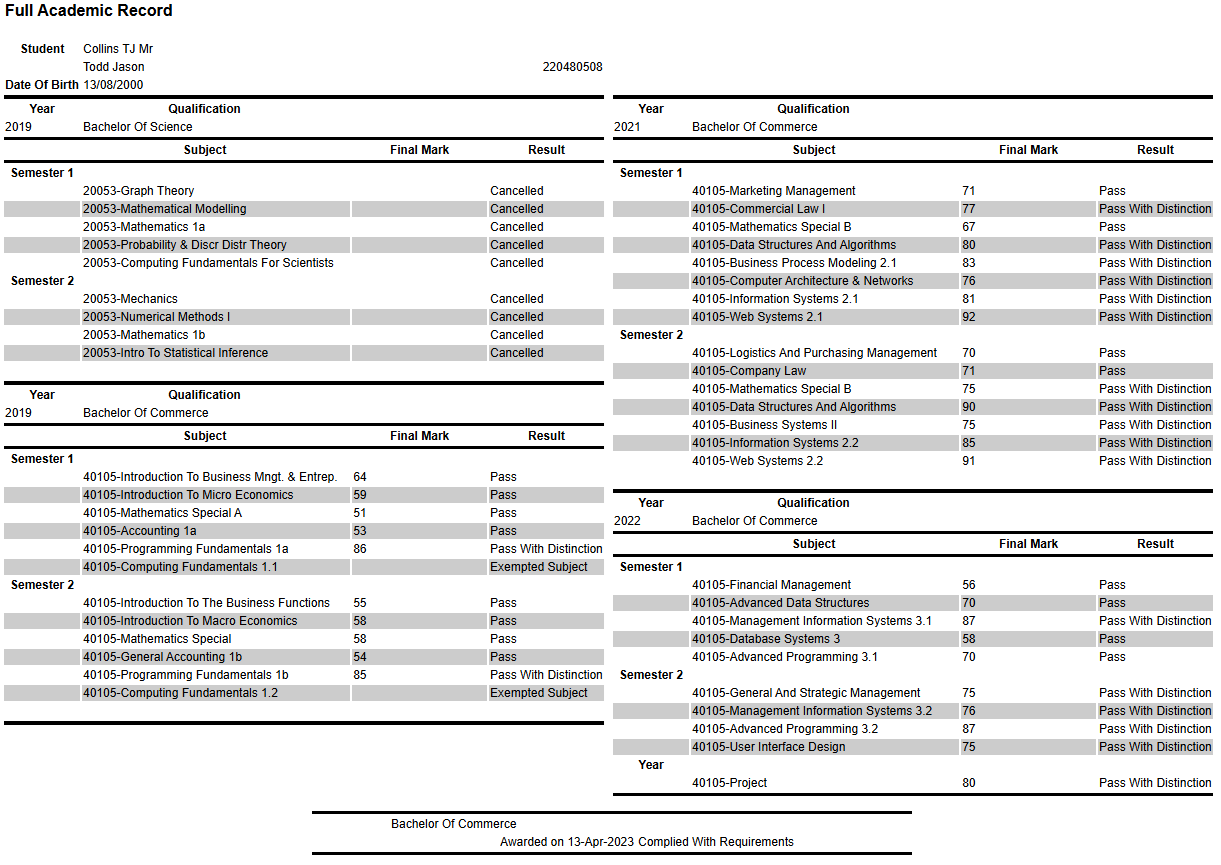 Full Academic Record
Student Collins TJ Mr
Todd Jason 220480508
Date Of Birth 13/08/2000
Year Qualification
2019 Bachelor Of Science
Subject Final Mark Result
Semester 1
20053-Graph Theory Cancelled
20053-Mathematical Modelling Cancelled
20053-Mathematics 1a Cancelled
20053-Probability & Discr Distr Theory Cancelled
20053-Computing Fundamentals For Scientists Cancelled
Semester 2
20053-Mechanics Cancelled
20053-Numerical Methods I Cancelled
20053-Mathematics 1b Cancelled
20053-Intro To Statistical Inference Cancelled
Year Qualification
2019 Bachelor Of Commerce
Subject Final Mark Result
Semester 1
40105-Introduction To Business Mngt. & Entrep. 64 Pass
40105-Introduction To Micro Economics 59 Pass
40105-Mathematics Special A 51 Pass
40105-Accounting 1a 53 Pass
40105-Programming Fundamentals 1a 86 Pass With Distinction
40105-Computing Fundamentals 1.1 Exempted Subject
Semester 2
40105-Introduction To The Business Functions 55 Pass
40105-Introduction To Macro Economics 58 Pass
40105-Mathematics Special 58 Pass
40105-General Accounting 1b 54 Pass
40105-Programming Fundamentals 1b 85 Pass With Distinction
40105-Computing Fundamentals 1.2 Exempted Subject
Year Qualification
2021 Bachelor Of Commerce
Subject Final Mark Result
Semester 1
40105-Marketing Management 71 Pass
40105-Commercial Law I 77 Pass With Distinction
40105-Mathematics Special B 67 Pass
40105-Data Structures And Algorithms 80 Pass With Distinction
40105-Business Process Modeling 2.1 83 Pass With Distinction
40105-Computer Architecture & Networks 76 Pass With Distinction
40105-Information Systems 2.1 81 Pass With Distinction
40105-Web Systems 2.1 92 Pass With Distinction
Semester 2
40105-Logistics And Purchasing Management 70 Pass
40105-Company Law 71 Pass
40105-Mathematics Special B 75 Pass With Distinction
40105-Data Structures And Algorithms 90 Pass With Distinction
40105-Business Systems II 75 Pass With Distinction
40105-Information Systems 2.2 85 Pass With Distinction
40105-Web Systems 2.2 91 Pass With Distinction
Year Qualification
2022 Bachelor Of Commerce
Subject Final Mark Result
Semester 1
40105-Financial Management 56 Pass
40105-Advanced Data Structures 70 Pass
40105-Management Information Systems 3.1 87 Pass With Distinction
40105-Database Systems 3 58 Pass
40105-Advanced Programming 3.1 70 Pass
Semester 2
40105-General And Strategic Management 75 Pass With Distinction
40105-Management Information Systems 3.2 76 Pass With Distinction
40105-Advanced Programming 3.2 87 Pass With Distinction
40105-User Interface Design 75 Pass With Distinction
Year
40105-Project 80 Pass With Distinction
Bachelor Of Commerce
Awarded on 13-Apr-2023 Complied With Requirements